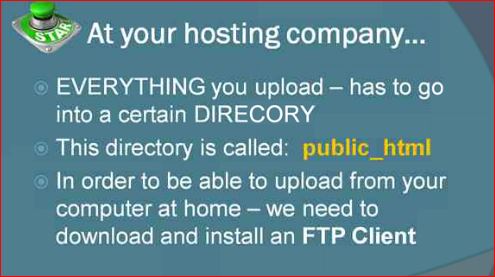 START
At your hosting company...
EVERYTHING you upload – has to go
into a certain DIRECORY
This directory is called: public_html
In order to be able to upload from your
computer at home – we need to
download and install an FTP Client